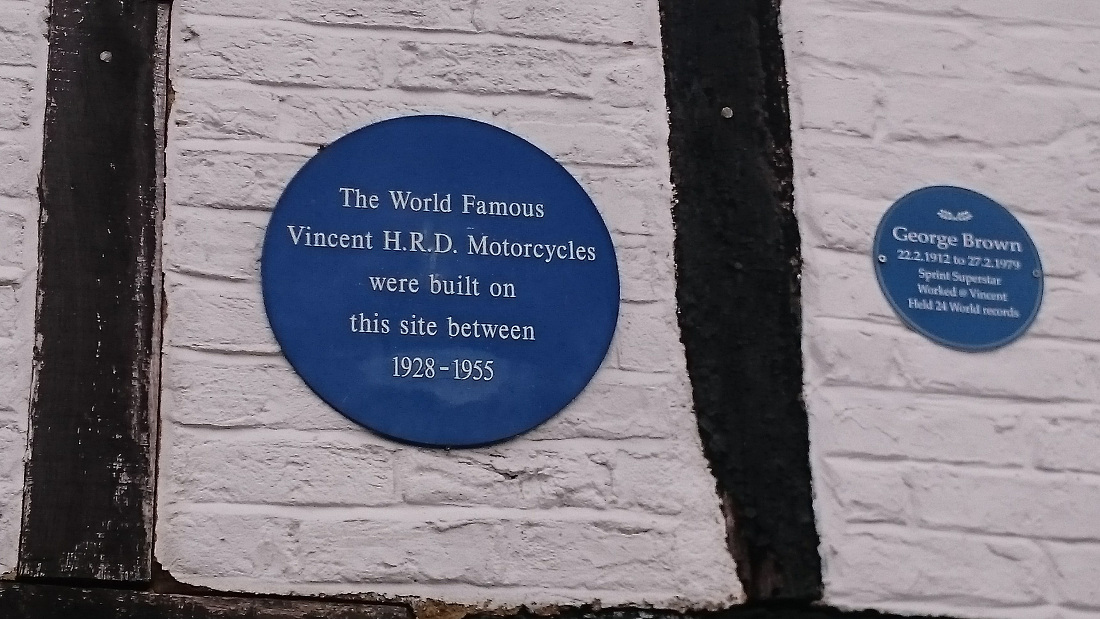 The World Famous
Vincent H.R.D. Motorcycles
were built on
this site between
1928-1955
George Brown
22.2.1912 to 27.2.1979
Sprint Superstar
Worked @ Vincent
Held 24 World records